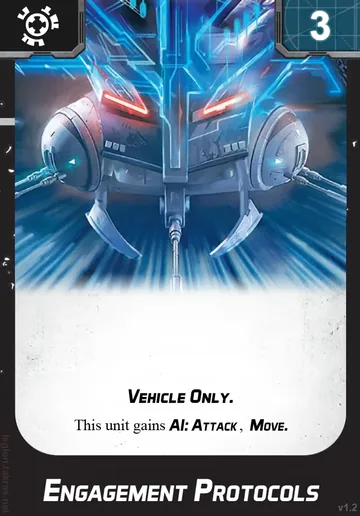 3
VEHICLE ONLY.
This unit gains AI: ATTACK, MOVE.
ENGAGEMENT PROTOCOLS
v1.2